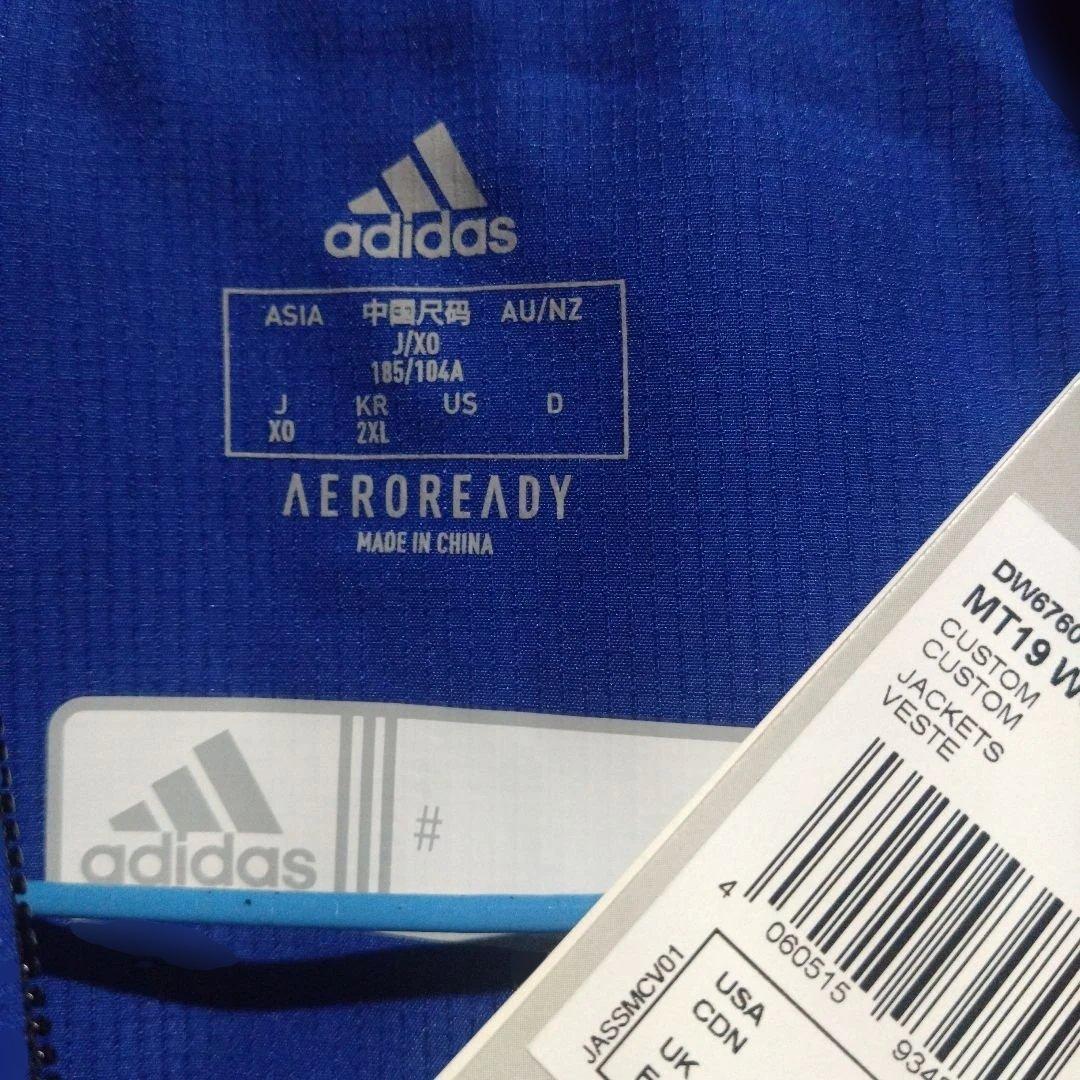 adidas
ASIA 中国尺码 AU/NZ
J/XO
185/104A
J KR US D
XO 2XL
AEROREADY
MADE IN CHINA
adidas
#
DW6760
MT19
CUSTOM
CUSTOM
JACKETS
VESTE
4 060515
JASSMCV01
USA
CDN
UK